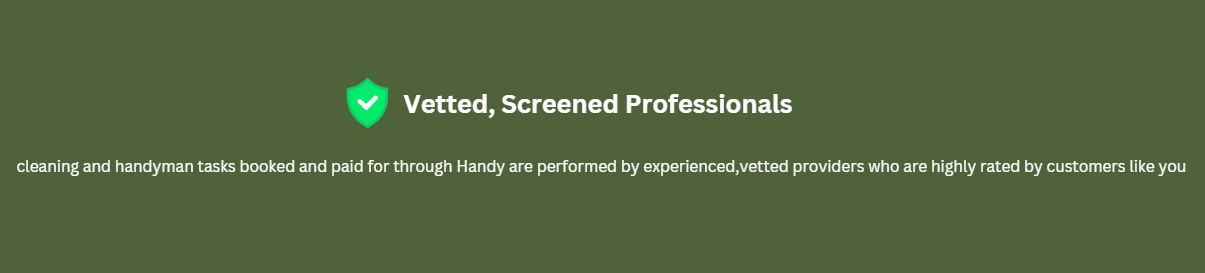 Vetted, Screened Professionals
cleaning and handyman tasks booked and paid for through Handy are performed by experienced,vetted providers who are highly rated by customers like you